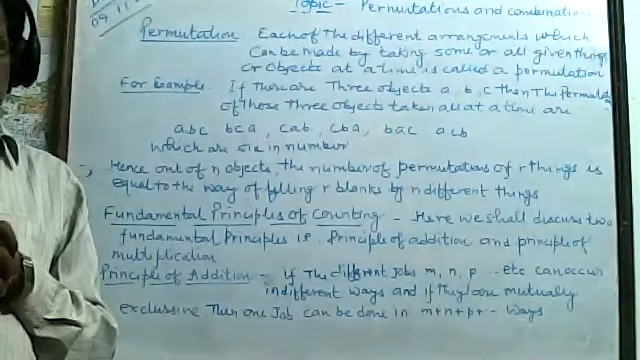 Topic - Permutations and combination
09 11
Permutation Each of the different arrangements which
can be made by taking some or all given things
or objects at a time is called a permutation
For Example. If There are Three objects a, b, c then The
of those Three objects taken all at a time are
abc, bca, cab, cba, bac acb
which are six in number
Hence out of n objects, the number of permutations of r things is
equal to the way of filling r blanks by n different things
Fundamental Principles of Counting - Here we shall discuss two
fundamental principles Principle of addition and principle of
multiplication
Principle of Addition - if The different Jobs m, n, p ... etc can occur
in different ways and if they are mutually
exclussive. Then one Job can be done in m+n+p+ -- ways